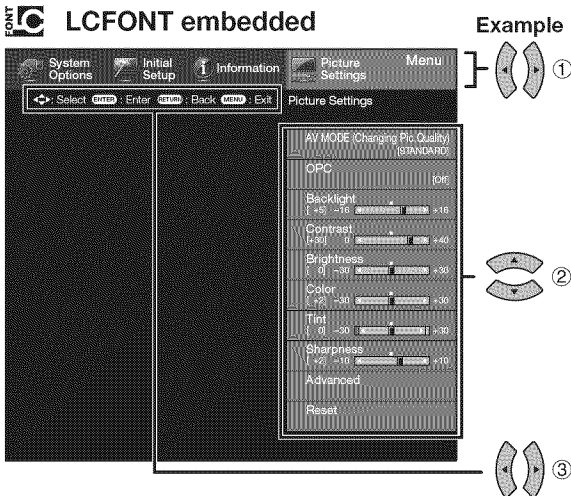 FONT LC LCFONT embedded
Example
System Options
Initial Setup
Information
Picture Settings
Menu
: Select ENTER : Enter RETURN : Back MENU : Exit
Picture Settings
AV MODE (Changing Pic.Quality)
[STANDARD]
OPC
[Off]
Backlight
[ +5] −16 +16
Contrast
[+30] 0 +40
Brightness
[ 0] −30 +30
Color
[ +2] −30 +30
Tint
[ 0] −30 +30
Sharpness
[ +2] −10 +10
Advanced
Reset
①
②
③